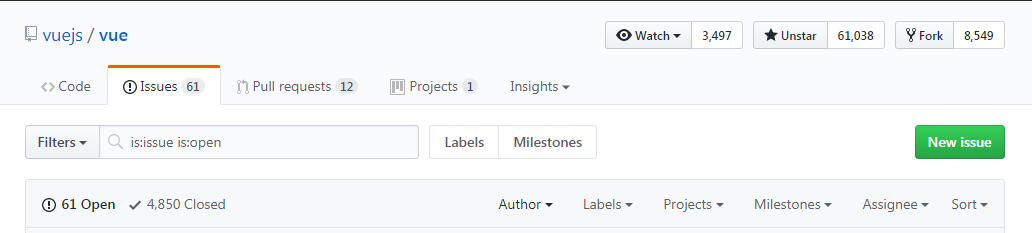 vuejs / vue Watch 3,497 Unstar 61,038 Fork 8,549
Code Issues 61 Pull requests 12 Projects 1 Insights
Filters is:issue is:open Labels Milestones New issue
61 Open 4,850 Closed Author Labels Projects Milestones Assignee Sort